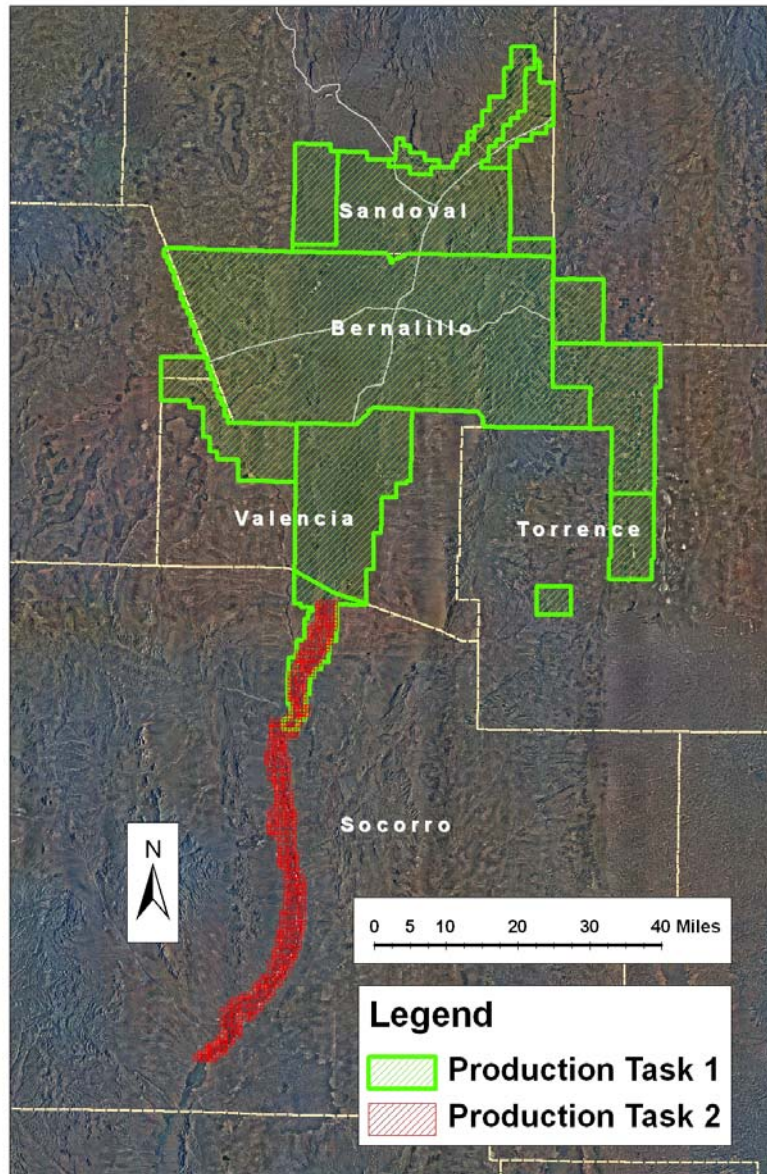 Sandoval
Bernalillo
Valencia
Torrence
Socorro
N
0 5 10 20 30 40 Miles
Legend
Production Task 1
Production Task 2